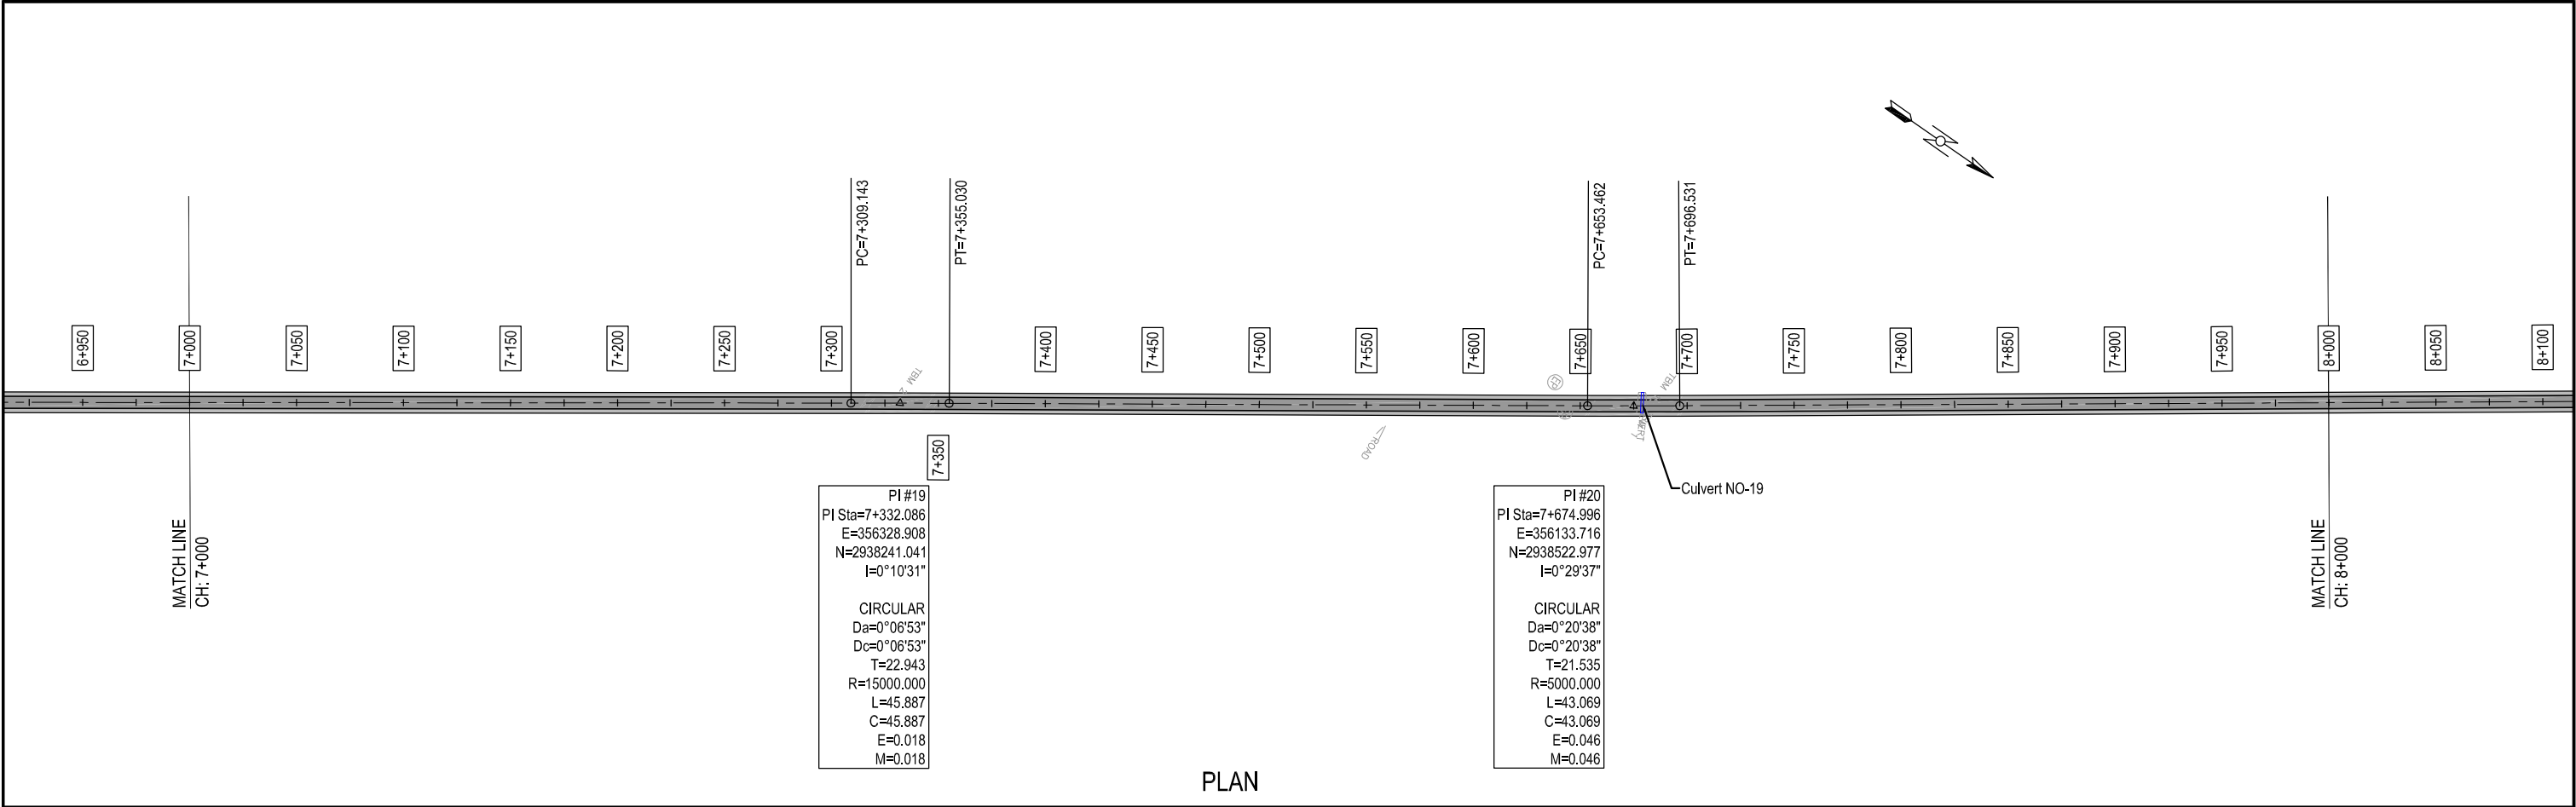 PC=7+309.143
PT=7+355.030
PC=7+653.462
PT=7+696.531
6+950
7+000
7+050
7+100
7+150
7+200
7+250
7+300
7+400
7+450
7+500
7+550
7+600
7+650
7+700
7+750
7+800
7+850
7+900
7+950
8+000
8+050
8+100
TBM
EP
TBM
ROAD
7+350
Culvert NO-19
MATCH LINE
CH: 7+000
PI #19
PI Sta=7+332.086
E=356328.908
N=2938241.041
I=0°10'31"
CIRCULAR
Da=0°06'53"
Dc=0°06'53"
T=22.943
R=15000.000
L=45.887
C=45.887
E=0.018
M=0.018
PI #20
PI Sta=7+674.996
E=356133.716
N=2938522.977
I=0°29'37"
CIRCULAR
Da=0°20'38"
Dc=0°20'38"
T=21.535
R=5000.000
L=43.069
C=43.069
E=0.046
M=0.046
MATCH LINE
CH: 8+000
PLAN